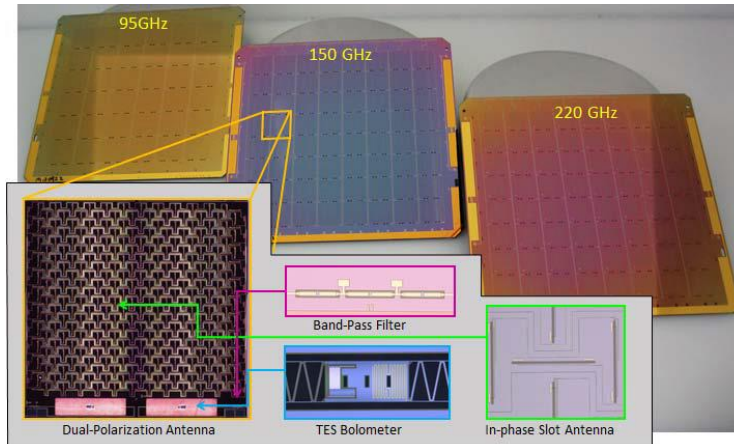 95GHz
150 GHz
220 GHz
Band-Pass Filter
Dual-Polarization Antenna
TES Bolometer
In-phase Slot Antenna